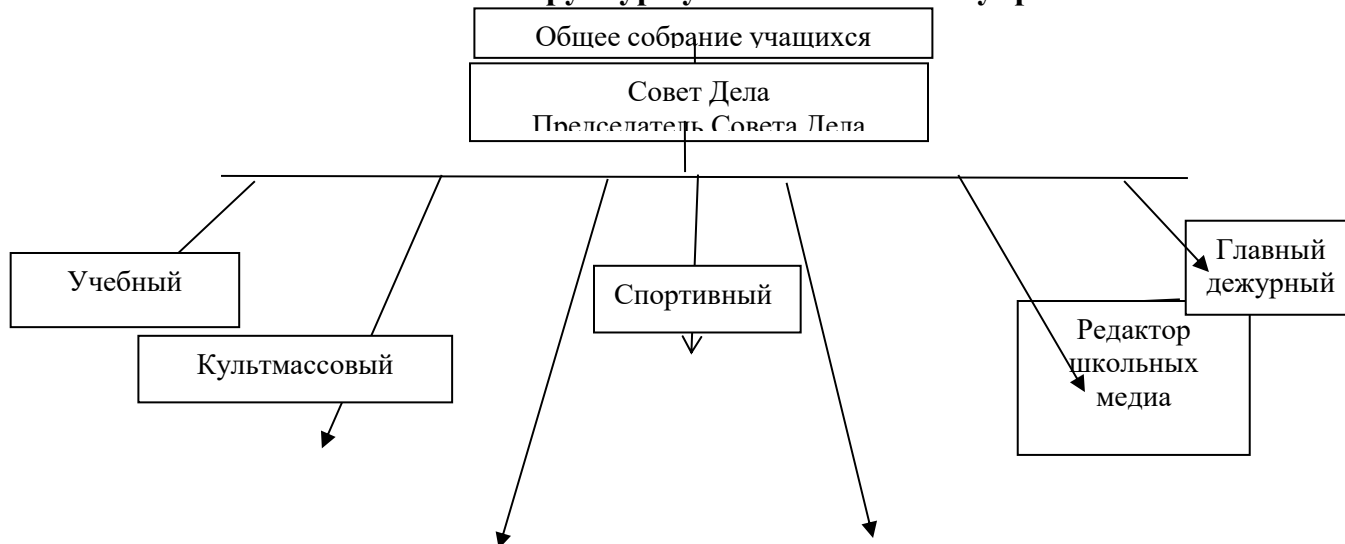 Общее собрание учащихся
Совет Дела
Председатель Совета Дела
Учебный
Культмассовый
Спортивный
Редактор
школьных
медиа
Главный
дежурный